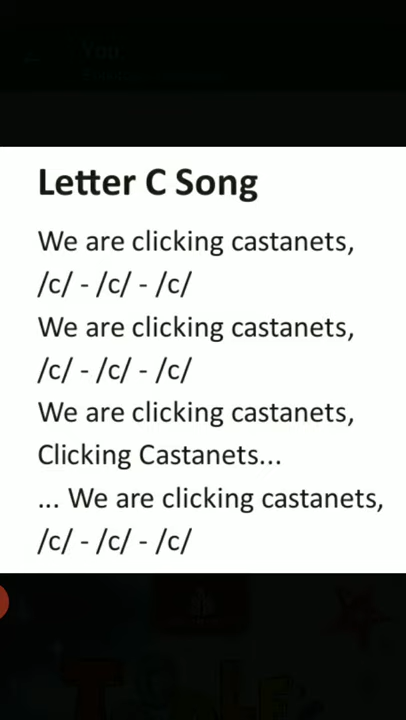 You
Letter C Song
We are clicking castanets,
/c/ - /c/ - /c/
We are clicking castanets,
/c/ - /c/ - /c/
We are clicking castanets,
Clicking Castanets...
... We are clicking castanets,
/c/ - /c/ - /c/